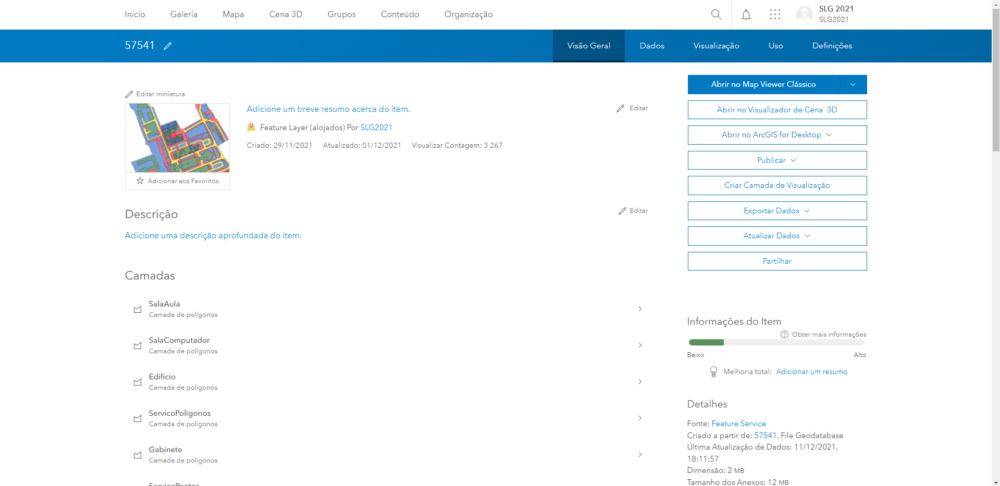 Início Galeria Mapa Cena 3D Grupos Conteúdo Organização
SLG 2021
SLG2021
57541
Visão Geral Dados Visualização Uso Definições
Editar miniatura
Adicionar aos Favoritos
Adicione um breve resumo acerca do item.
Editar
Feature Layer (alojados) Por SLG2021
Criado: 29/11/2021 Atualizado: 01/12/2021 Visualizar Contagem: 3 267
Descrição
Editar
Adicione uma descrição aprofundada do item.
Camadas
SalaAula
Camada de polígonos
SalaComputador
Camada de polígonos
Edificio
Camada de polígonos
ServicoPoligonos
Camada de polígonos
Gabinete
Camada de polígonos
ServicoPontos
Abrir no Map Viewer Clássico
Abrir no Visualizador de Cena 3D
Abrir no ArcGIS for Desktop
Publicar
Criar Camada de Visualização
Exportar Dados
Atualizar Dados
Partilhar
Informações do Item
Obter mais informações
Baixo Alto
Melhoria total: Adicionar um resumo
Detalhes
Fonte: Feature Service
Criado a partir de: 57541, File Geodatabase
Última Atualização de Dados: 11/12/2021,
18:11:57
Dimensão: 2 MB
Tamanho dos Anexos: 12 MB